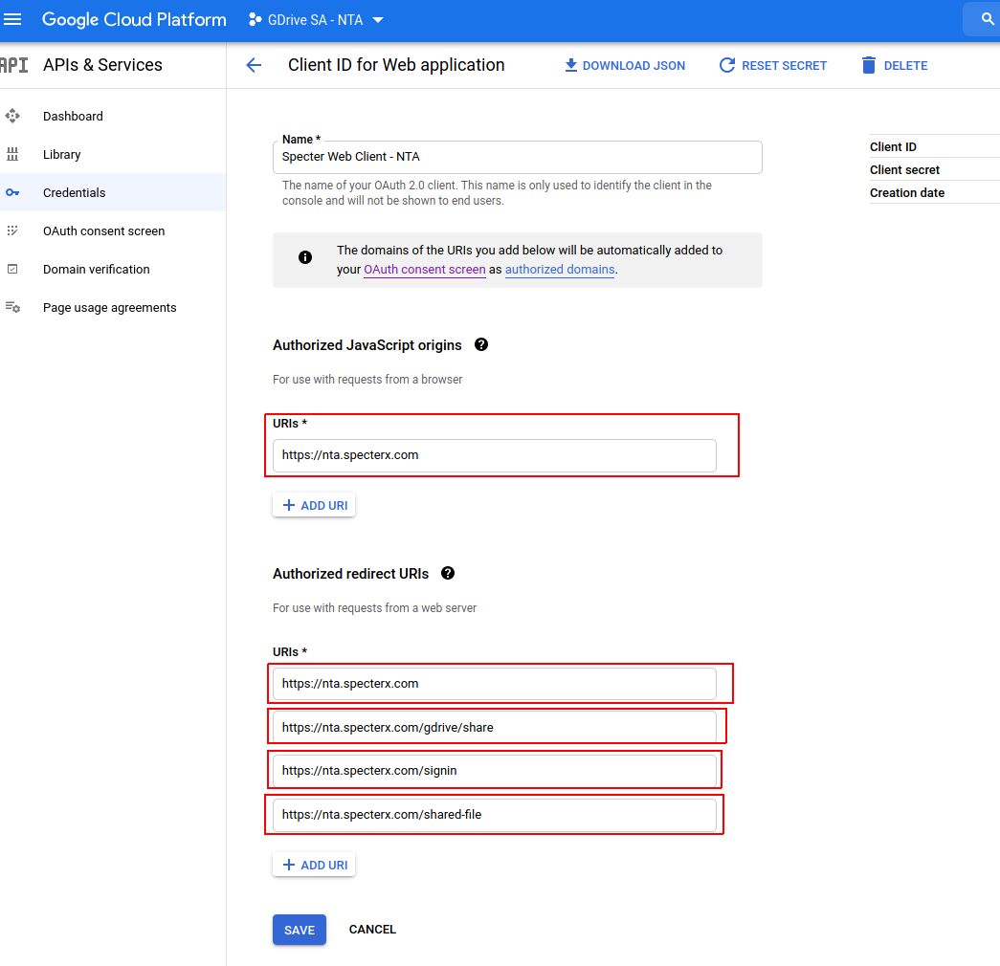 Google Cloud Platform
GDrive SA - NTA
API
APIs & Services
Client ID for Web application
DOWNLOAD JSON
RESET SECRET
DELETE
Dashboard
Library
Credentials
OAuth consent screen
Domain verification
Page usage agreements
Name *
Specter Web Client - NTA
The name of your OAuth 2.0 client. This name is only used to identify the client in the
console and will not be shown to end users.
Client ID
Client secret
Creation date
The domains of the URIs you add below will be automatically added to
your OAuth consent screen as authorized domains.
Authorized JavaScript origins
For use with requests from a browser
URIs *
https://nta.specterx.com
ADD URI
Authorized redirect URIs
For use with requests from a web server
URIs *
https://nta.specterx.com
https://nta.specterx.com/gdrive/share
https://nta.specterx.com/signin
https://nta.specterx.com/shared-file
ADD URI
SAVE
CANCEL